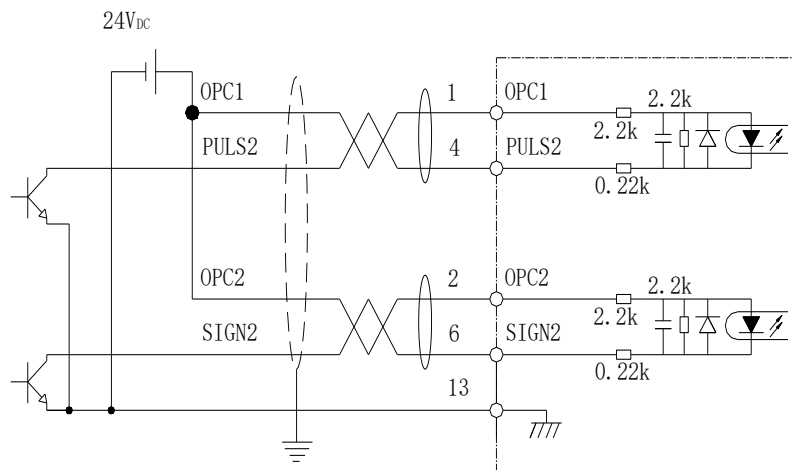 24VDC
OPC1 1 OPC1 2.2k
2.2k
PULS2 4 PULS2
0.22k
OPC2 2 OPC2 2.2k
2.2k
SIGN2 6 SIGN2
0.22k
13